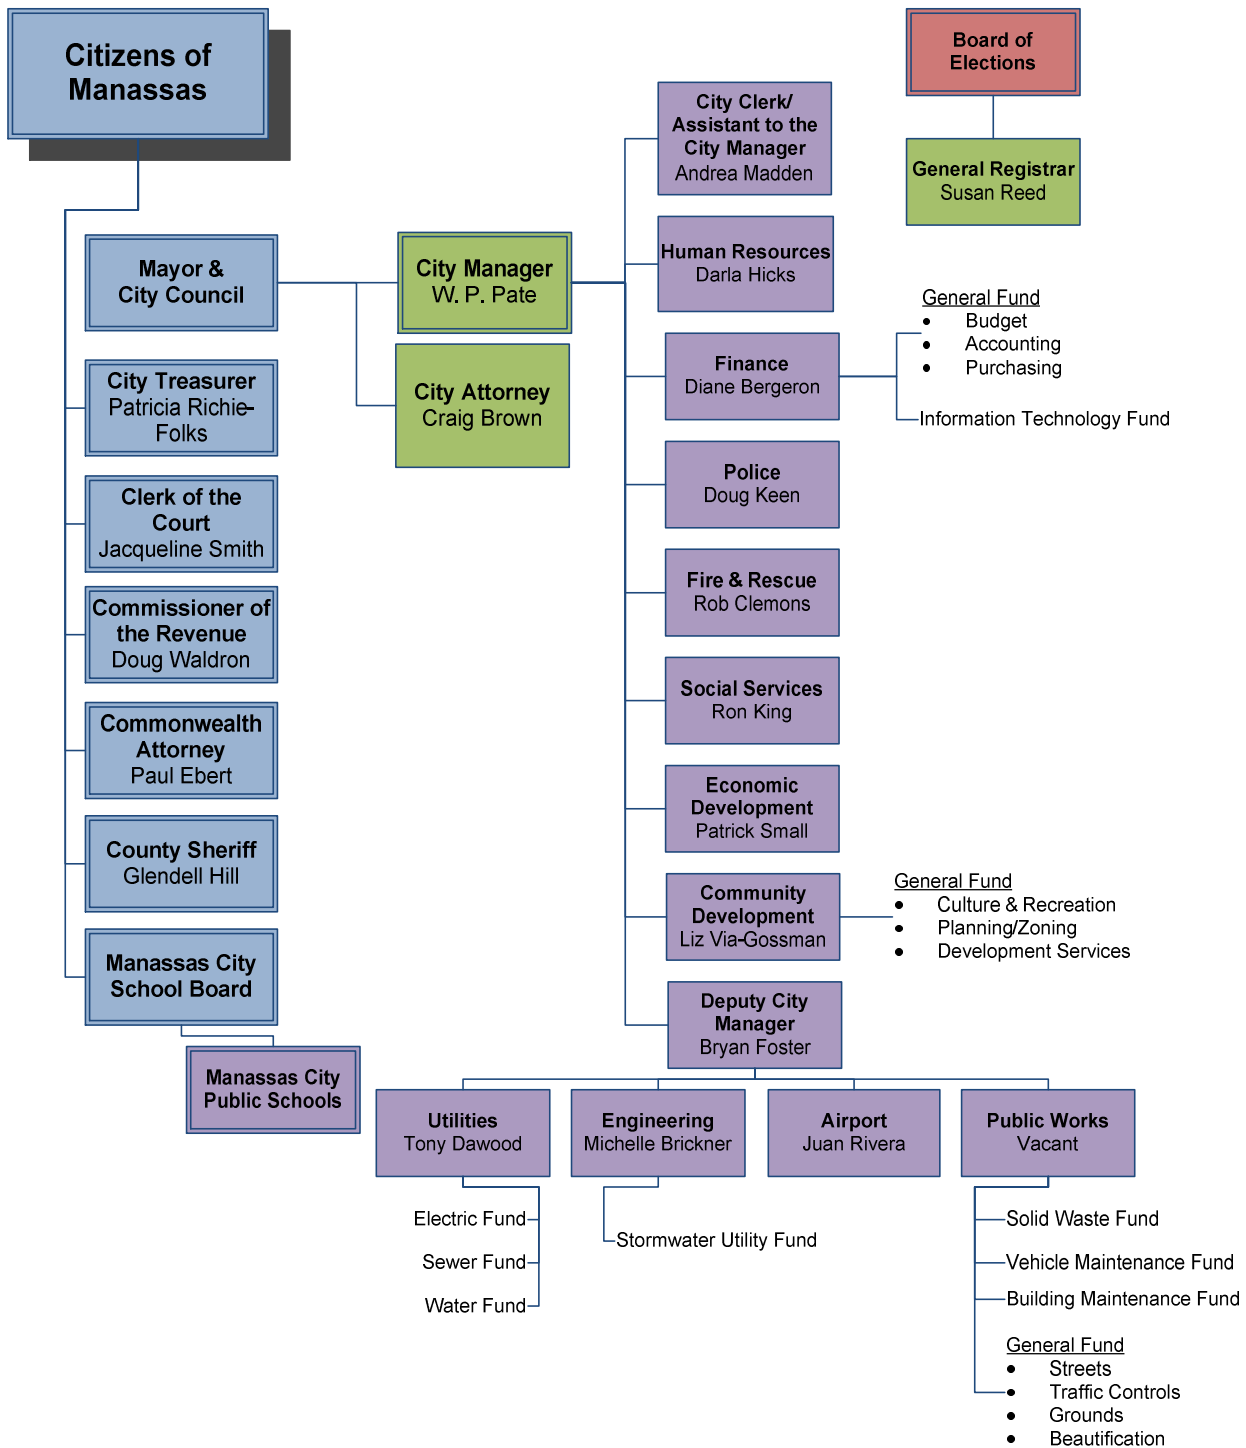 Citizens of
Manassas
Board of
Elections
General Registrar
Susan Reed
Mayor &
City Council
City Manager
W. P. Pate
City Attorney
Craig Brown
City Treasurer
Patricia Richie-
Folks
Clerk of the
Court
Jacqueline Smith
Commissioner of
the Revenue
Doug Waldron
Commonwealth
Attorney
Paul Ebert
County Sheriff
Glendell Hill
Manassas City
School Board
Manassas City
Public Schools
City Clerk/
Assistant to the
City Manager
Andrea Madden
Human Resources
Darla Hicks
Finance
Diane Bergeron
General Fund
• Budget
• Accounting
• Purchasing
Information Technology Fund
Police
Doug Keen
Fire & Rescue
Rob Clemons
Social Services
Ron King
Economic
Development
Patrick Small
Community
Development
Liz Via-Gossman
General Fund
• Culture & Recreation
• Planning/Zoning
• Development Services
Deputy City
Manager
Bryan Foster
Utilities
Tony Dawood
Electric Fund
Sewer Fund
Water Fund
Engineering
Michelle Brickner
Stormwater Utility Fund
Airport
Juan Rivera
Public Works
Vacant
Solid Waste Fund
Vehicle Maintenance Fund
Building Maintenance Fund
General Fund
• Streets
• Traffic Controls
• Grounds
• Beautification